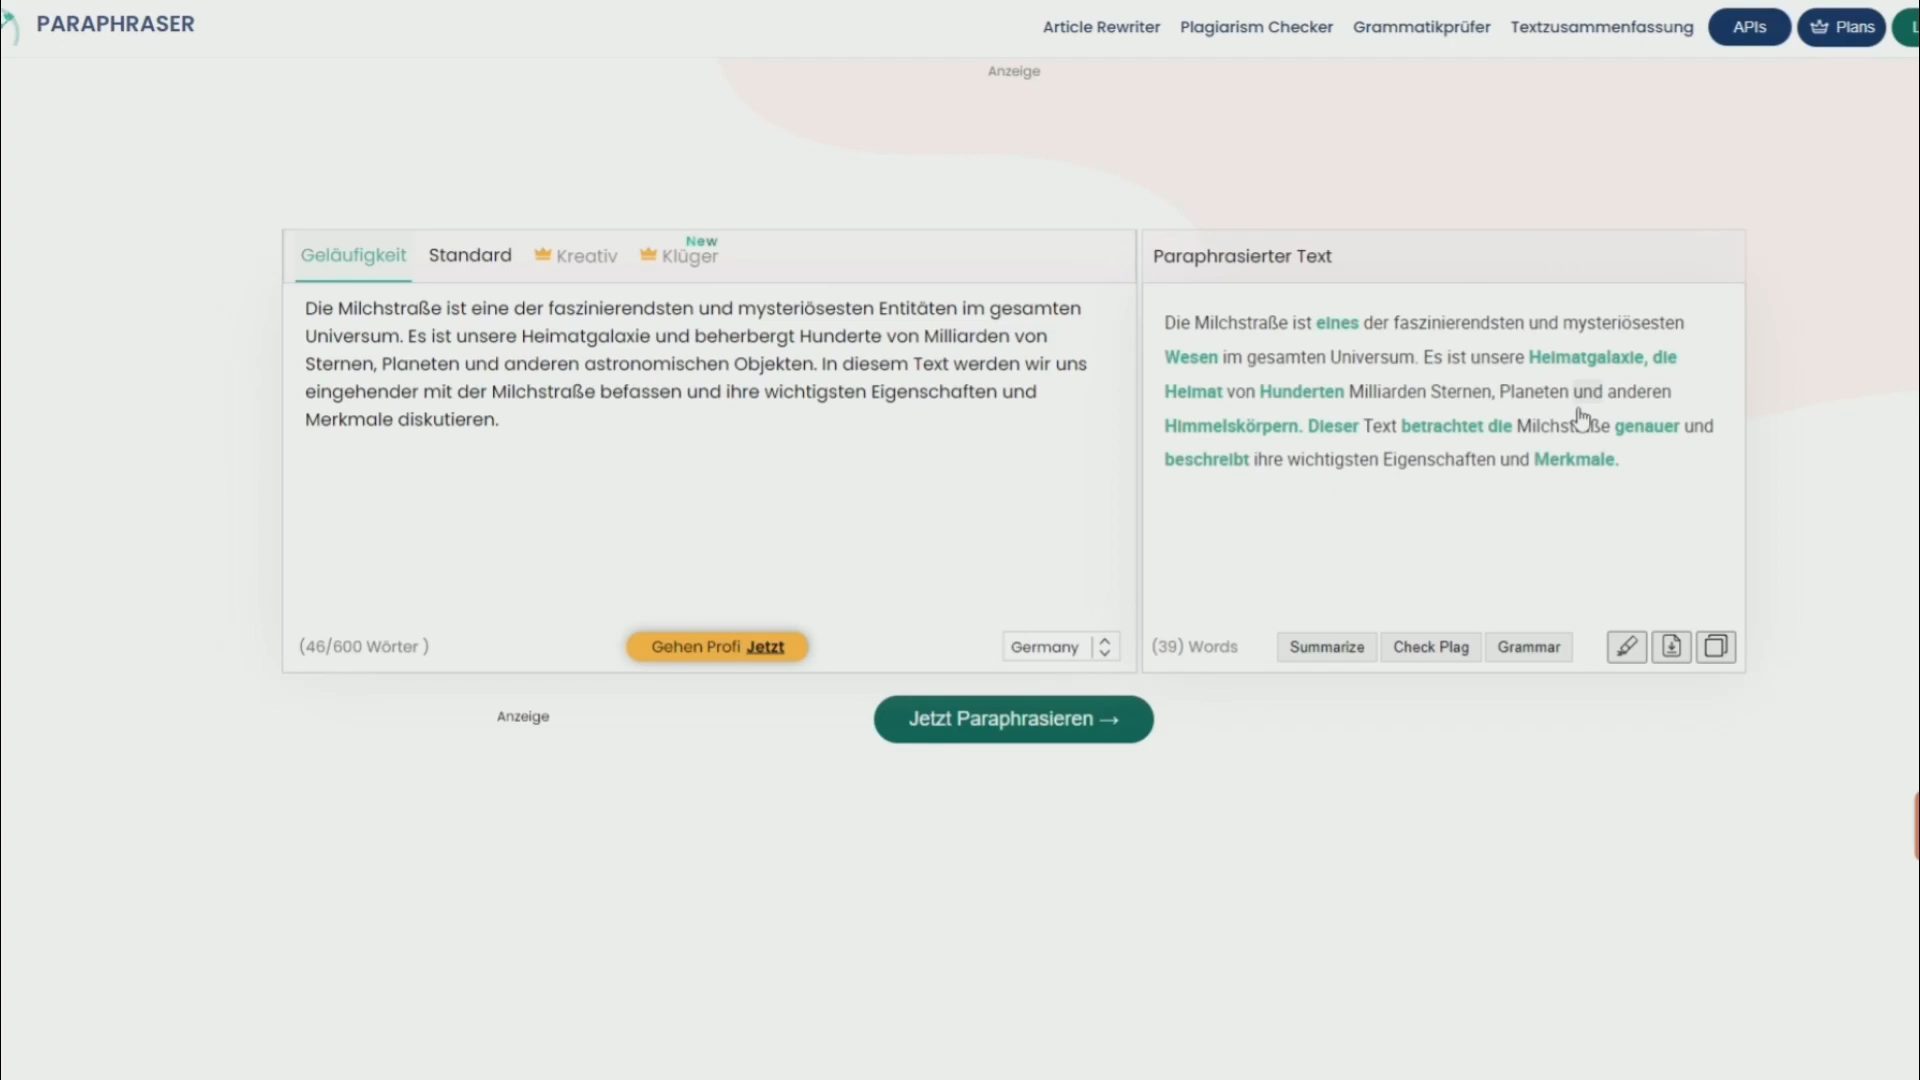 PARAPHRASER
Article Rewriter Plagiarism Checker Grammatikprüfer Textzusammenfassung APIs Plans L
Anzeige
Geläufigkeit Standard Kreativ Klüger New
Die Milchstraße ist eine der faszinierendsten und mysteriösesten Entitäten im gesamten
Universum. Es ist unsere Heimatgalaxie und beherbergt Hunderte von Milliarden von
Sternen, Planeten und anderen astronomischen Objekten. In diesem Text werden wir uns
eingehender mit der Milchstraße befassen und ihre wichtigsten Eigenschaften und
Merkmale diskutieren.
(46/600 Wörter )
Gehen Profi Jetzt
Germany
Paraphrasierter Text
Die Milchstraße ist eines der faszinierendsten und mysteriösesten
Wesen im gesamten Universum. Es ist unsere Heimatgalaxie, die
Heimat von Hunderten Milliarden Sternen, Planeten und anderen
Himmelskörpern. Dieser Text betrachtet die Milchstraße genauer und
beschreibt ihre wichtigsten Eigenschaften und Merkmale.
(39) Words
Summarize Check Plag Grammar
Anzeige
Jetzt Paraphrasieren →